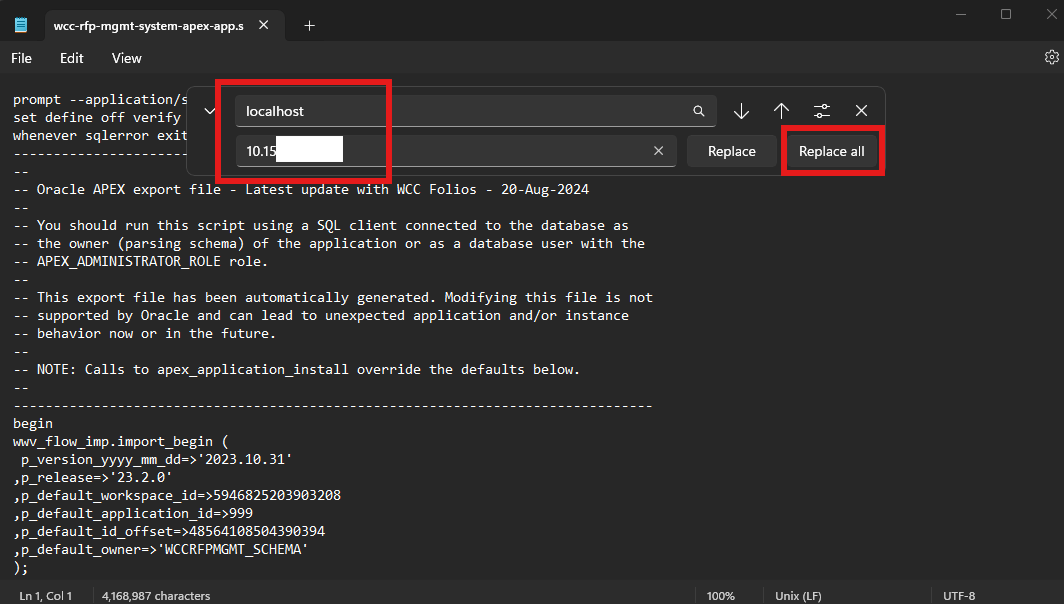 wcc-rfp-mgmt-system-apex-app.s
File Edit View
localhost
10.15
Replace
Replace all
prompt --application/s
set define off verify
whenever sqlerror exit
--------------------------------------------------------------------------------
--
-- Oracle APEX export file - Latest update with WCC Folios - 20-Aug-2024
--
-- You should run this script using a SQL client connected to the database as
-- the owner (parsing schema) of the application or as a database user with the
-- APEX_ADMINISTRATOR_ROLE role.
--
-- This export file has been automatically generated. Modifying this file is not
-- supported by Oracle and can lead to unexpected application and/or instance
-- behavior now or in the future.
--
-- NOTE: Calls to apex_application_install override the defaults below.
--
--------------------------------------------------------------------------------
begin
wwv_flow_imp.import_begin (
 p_version_yyyy_mm_dd=>'2023.10.31'
,p_release=>'23.2.0'
,p_default_workspace_id=>5946825203903208
,p_default_application_id=>999
,p_default_id_offset=>48564108504390394
,p_default_owner=>'WCCRFPMGMT_SCHEMA'
);
Ln 1, Col 1 4,168,987 characters 100% Unix (LF) UTF-8